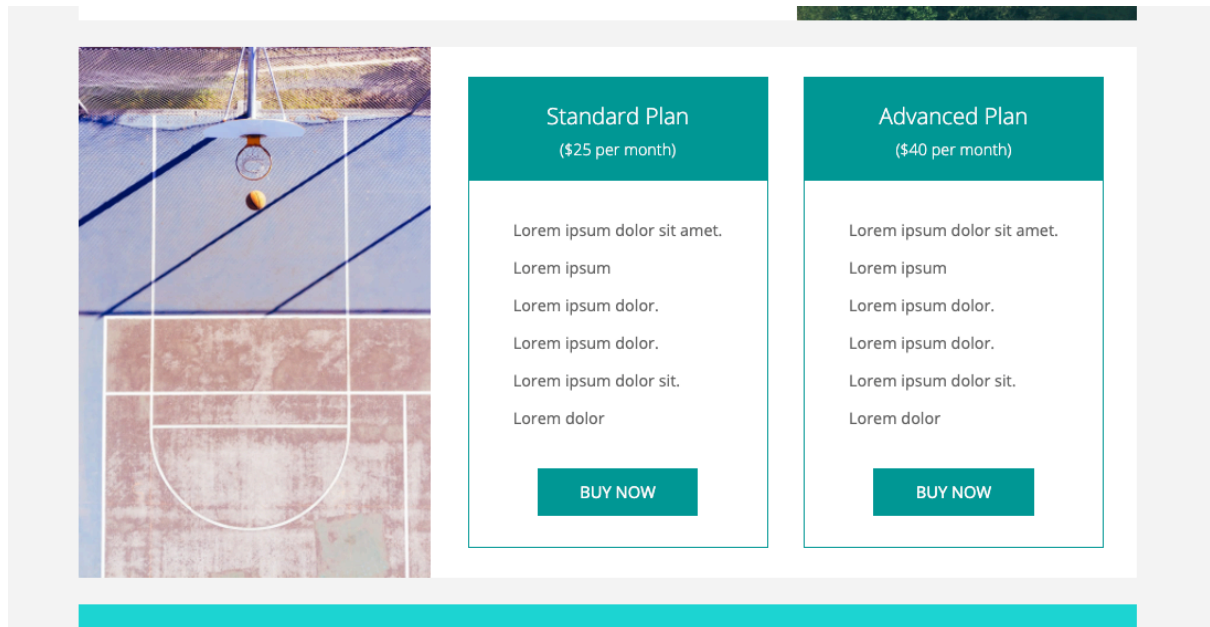 Standard Plan
($25 per month)
Lorem ipsum dolor sit amet.
Lorem ipsum
Lorem ipsum dolor.
Lorem ipsum dolor.
Lorem ipsum dolor sit.
Lorem dolor
BUY NOW
Advanced Plan
($40 per month)
Lorem ipsum dolor sit amet.
Lorem ipsum
Lorem ipsum dolor.
Lorem ipsum dolor.
Lorem ipsum dolor sit.
Lorem dolor
BUY NOW